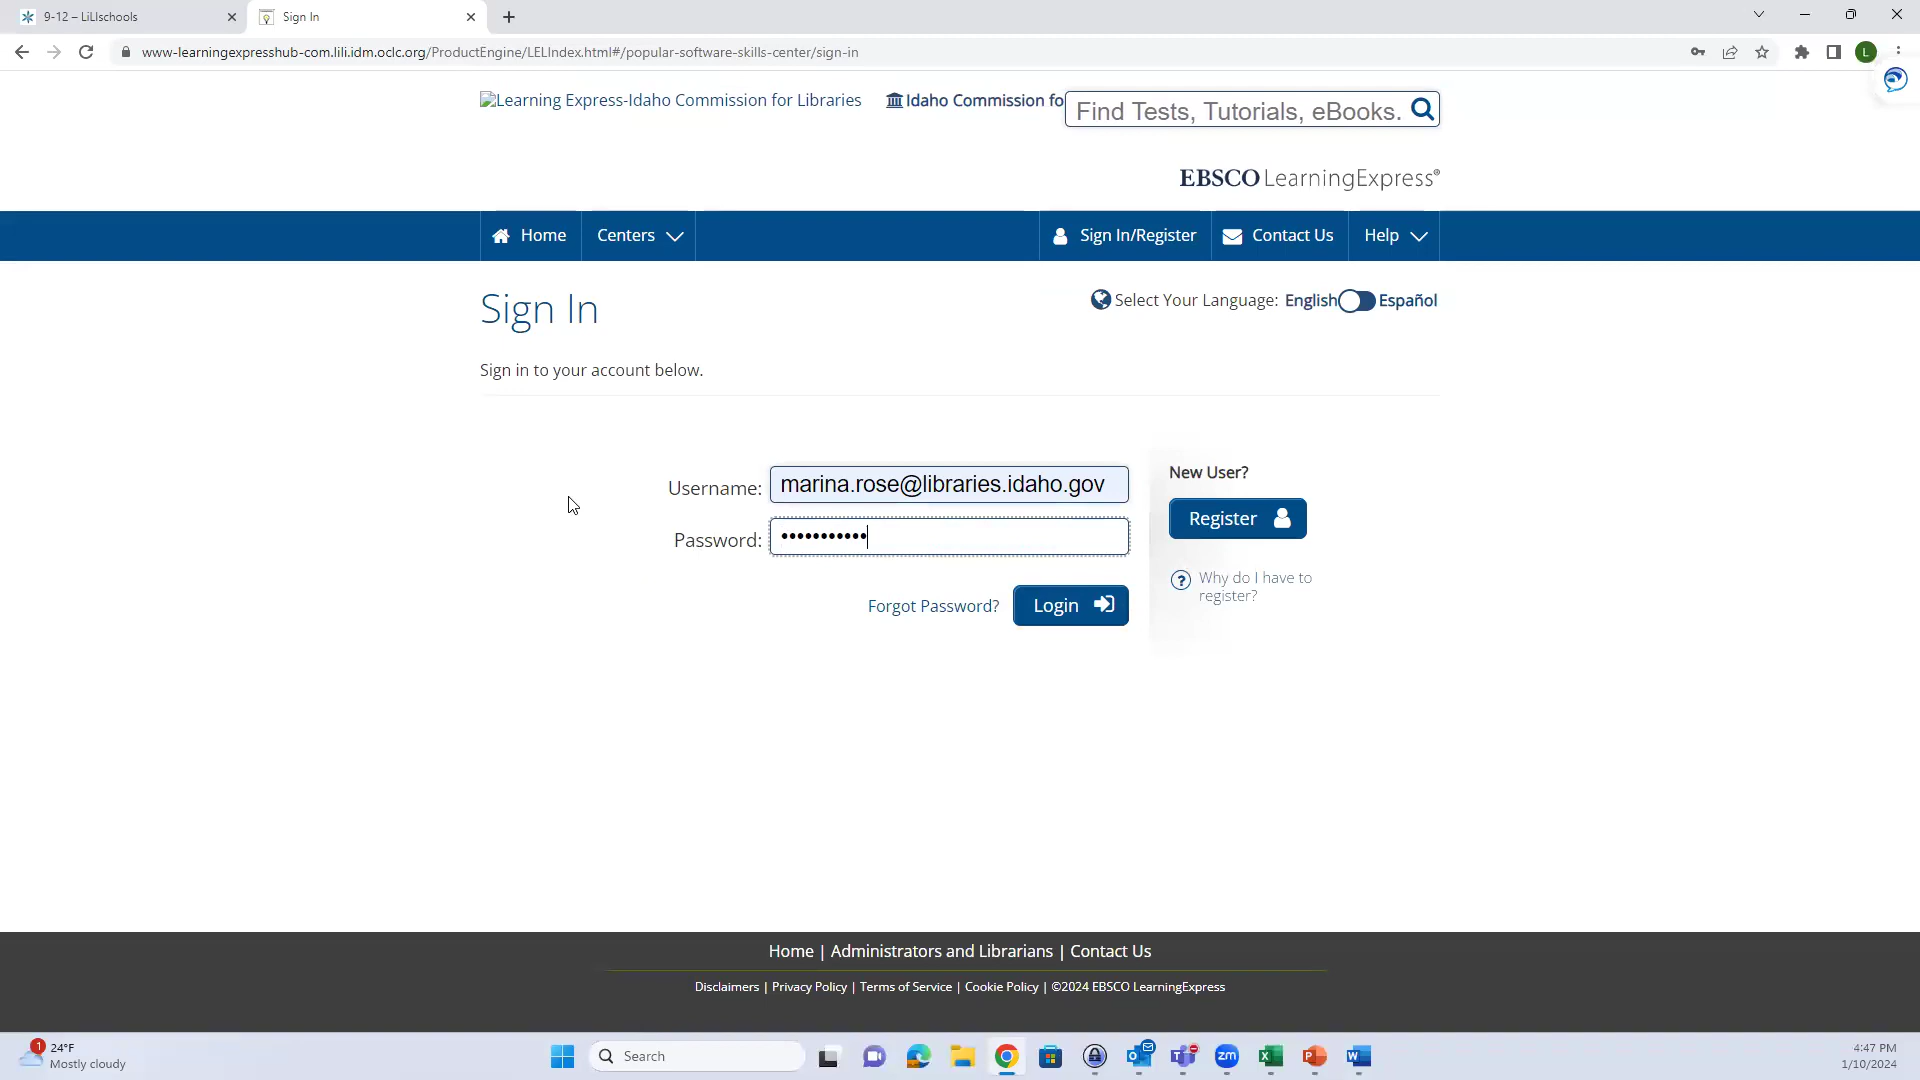 9-12 – LiLIschools
Sign In
www-learningexpresshub-com.lili.idm.oclc.org/ProductEngine/LELIndex.html#/popular-software-skills-center/sign-in
L
Learning Express-Idaho Commission for Libraries
Idaho Commission fo
Find Tests, Tutorials, eBooks.
EBSCO LearningExpress®
Home
Centers
Sign In/Register
Contact Us
Help
Sign In
Select Your Language: English Español
Sign in to your account below.
Username: marina.rose@libraries.idaho.gov
Password: •••••••••••
Forgot Password?
Login
New User?
Register
? Why do I have to
register?
Home | Administrators and Librarians | Contact Us
Disclaimers | Privacy Policy | Terms of Service | Cookie Policy | ©2024 EBSCO LearningExpress
1
24°F
Mostly cloudy
Search
zm
4:47 PM
1/10/2024